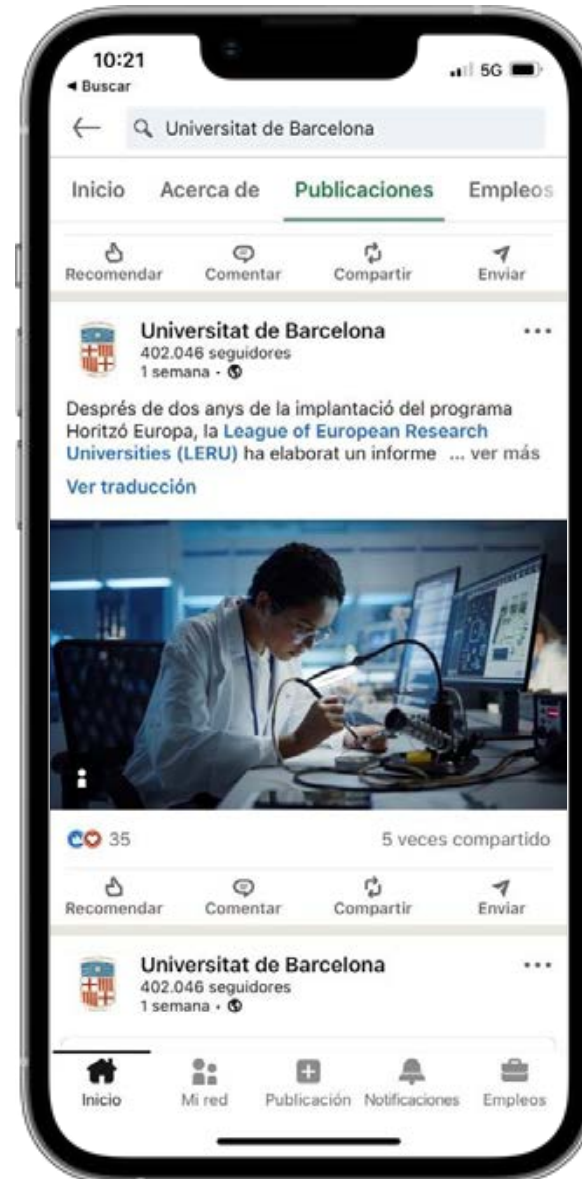 10:21
5G
◄ Buscar
Universitat de Barcelona
Inicio Acerca de Publicaciones Empleos
Recomendar Comentar Compartir Enviar
Universitat de Barcelona
402.046 seguidores
1 semana •
Després de dos anys de la implantació del programa
Horitzó Europa, la League of European Research
Universities (LERU) ha elaborat un informe ... ver más
Ver traducción
35 5 veces compartido
Recomendar Comentar Compartir Enviar
Universitat de Barcelona
402.046 seguidores
1 semana •
Inicio Mi red Publicación Notificaciones Empleos